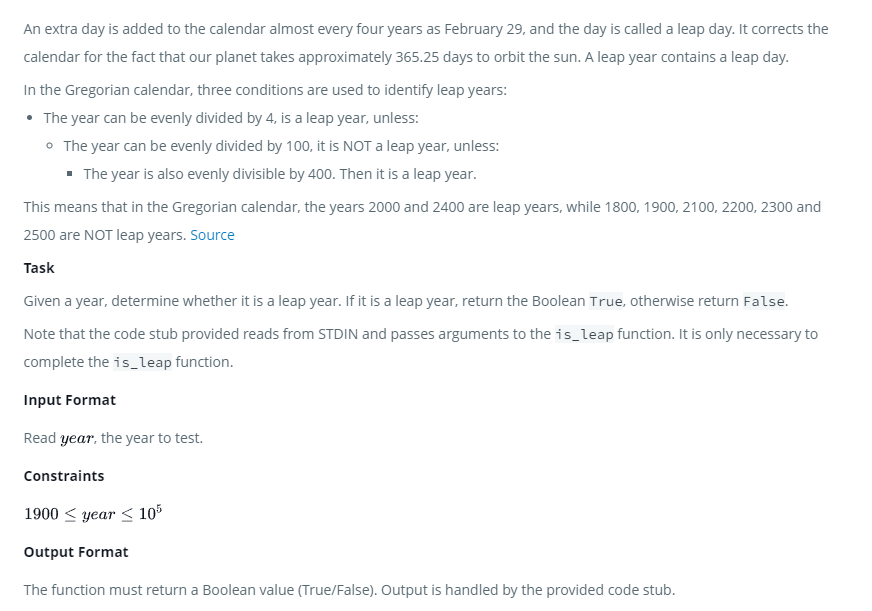 An extra day is added to the calendar almost every four years as February 29, and the day is called a leap day. It corrects the
calendar for the fact that our planet takes approximately 365.25 days to orbit the sun. A leap year contains a leap day.
In the Gregorian calendar, three conditions are used to identify leap years:
• The year can be evenly divided by 4, is a leap year, unless:
○ The year can be evenly divided by 100, it is NOT a leap year, unless:
▪ The year is also evenly divisible by 400. Then it is a leap year.
This means that in the Gregorian calendar, the years 2000 and 2400 are leap years, while 1800, 1900, 2100, 2200, 2300 and
2500 are NOT leap years. Source
Task
Given a year, determine whether it is a leap year. If it is a leap year, return the Boolean True, otherwise return False.
Note that the code stub provided reads from STDIN and passes arguments to the is_leap function. It is only necessary to
complete the is_leap function.
Input Format
Read year, the year to test.
Constraints
1900 ≤ year ≤ 10⁵
Output Format
The function must return a Boolean value (True/False). Output is handled by the provided code stub.